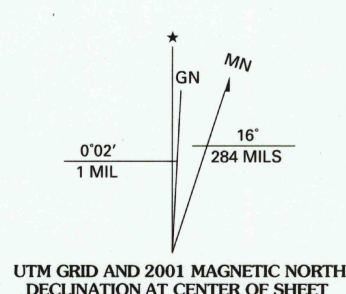 ★
GN
MN
0°02'
1 MIL
16°
284 MILS
UTM GRID AND 2001 MAGNETIC NORTH
DECLINATION AT CENTER OF SHEET